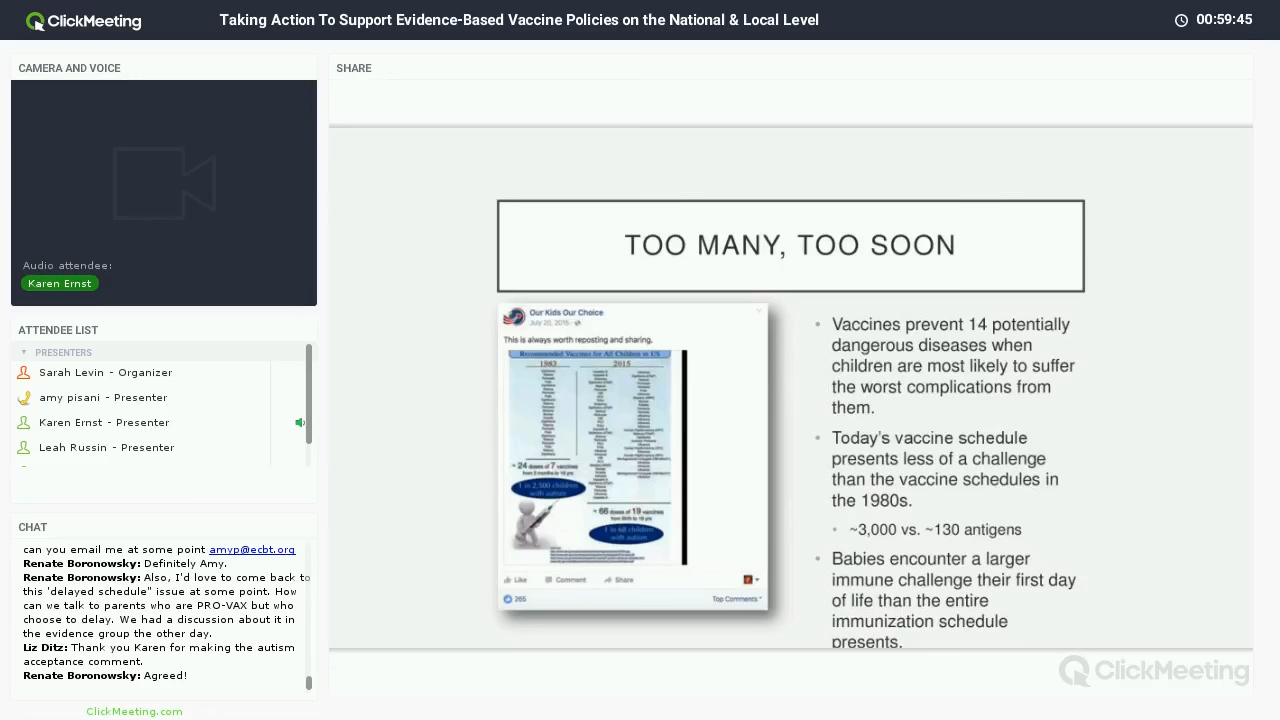 ClickMeeting
Taking Action To Support Evidence-Based Vaccine Policies on the National & Local Level
00:59:45
CAMERA AND VOICE
Audio attendee:
Karen Ernst
ATTENDEE LIST
PRESENTERS
Sarah Levin - Organizer
amy pisani - Presenter
Karen Ernst - Presenter
Leah Russin - Presente
CHAT
can you email me at some point amyp@ecbt.org
Renate Boronowsky: Definitely Amy.
Renate Boronowsky: Also, I'd love to come back to
this 'delayed schedule' issue at some point. How
can we talk to parents who are PRO-VAX but who
choose to delay. We had a discussion about it in
the evidence group the other day.
Liz Ditz: Thank you Karen for making the autism
acceptance comment.
Renate Boronowsky: Agreed!
ClickMeeting.com
SHARE
TOO MANY, TOO SOON
Our Kids Our Choice
July 20, 2015
This is always worth reposting and sharing.
Recommended Vaccines for All Children in US
1983 2015
24 doses of 7 vaccines
1 in 2,500 children
with autism
66 doses of 19 vaccines
from Birth to 18 yrs
1 in 68 children
with autism
Like Comment Share
265 Top Comments
• Vaccines prevent 14 potentially
dangerous diseases when
children are most likely to suffer
the worst complications from
them.
• Today's vaccine schedule
presents less of a challenge
than the vaccine schedules in
the 1980s.
• ~3,000 vs. ~130 antigens
• Babies encounter a larger
immune challenge their first day
of life than the entire
immunization schedule
presents.
ClickMeeting